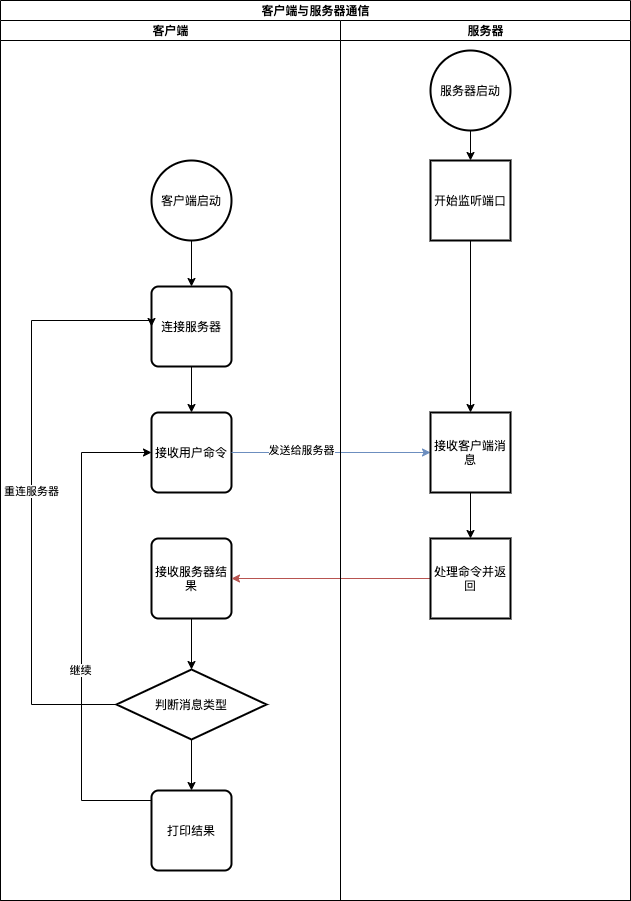 客户端与服务器通信
客户端
服务器
服务器启动
客户端启动
开始监听端口
连接服务器
接收用户命令
发送给服务器
接收客户端消
息
重连服务器
接收服务器结
果
处理命令并返
回
继续
判断消息类型
打印结果